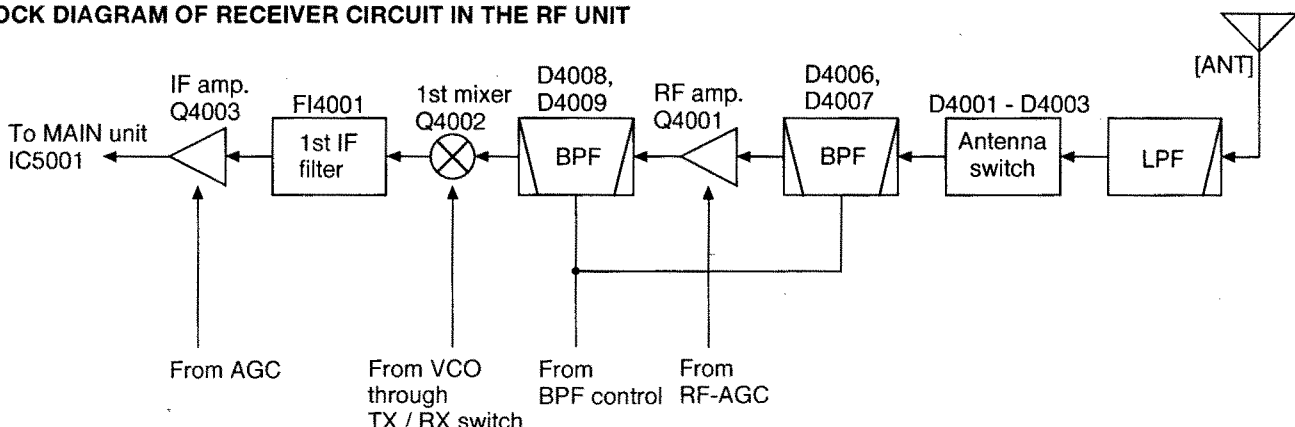 OCK DIAGRAM OF RECEIVER CIRCUIT IN THE RF UNIT
[ANT]
IF amp.
Q4003
FI4001
1st mixer
Q4002
D4008,
D4009
RF amp.
Q4001
D4006,
D4007
D4001 - D4003
To MAIN unit
IC5001
1st IF
filter
BPF
BPF
Antenna
switch
LPF
From AGC
From VCO
through
TX / RX switch
From
BPF control
From
RF-AGC